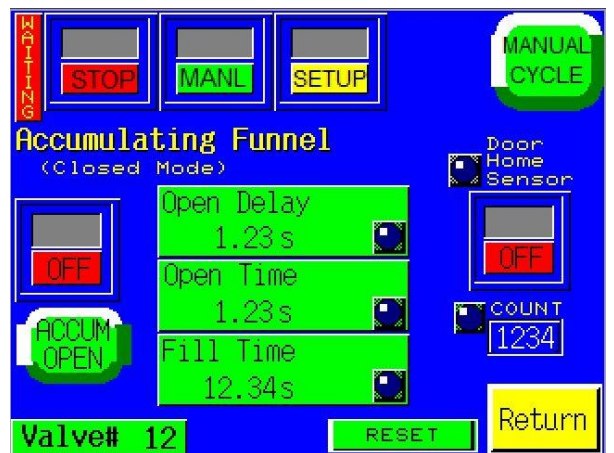 WAITING
STOP
MANL
SETUP
MANUAL
CYCLE
Accumulating Funnel
(Closed Mode)
Door
Home
Sensor
OFF
Open Delay
1.23 s
OFF
Open Time
1.23 s
ACCUM
OPEN
COUNT
1234
Fill Time
12.34s
Valve# 12
RESET
Return